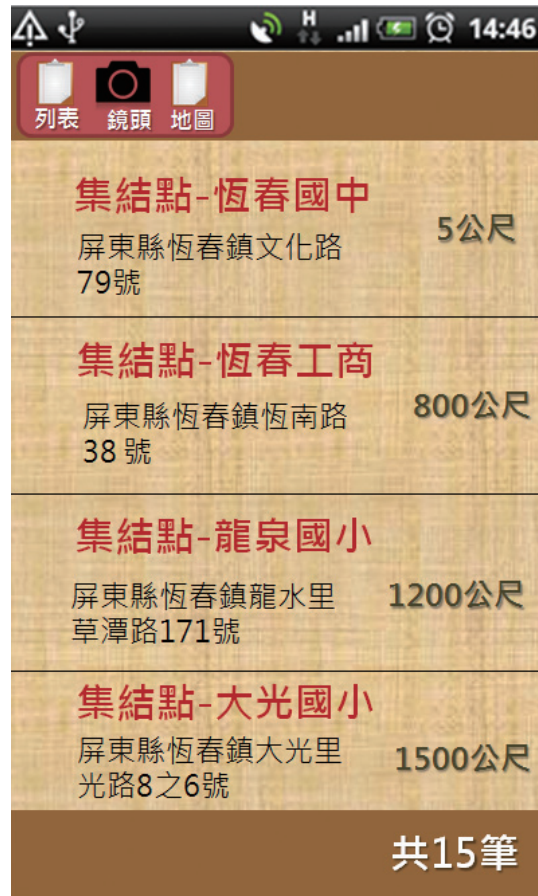 H 14:46
列表 鏡頭 地圖
集結點-恆春國中
5公尺
屏東縣恆春鎮文化路
79號
集結點-恆春工商
800公尺
屏東縣恆春鎮恆南路
38 號
集結點-龍泉國小
1200公尺
屏東縣恆春鎮龍水里
草潭路171號
集結點-大光國小
1500公尺
屏東縣恆春鎮大光里
光路8之6號
共15筆